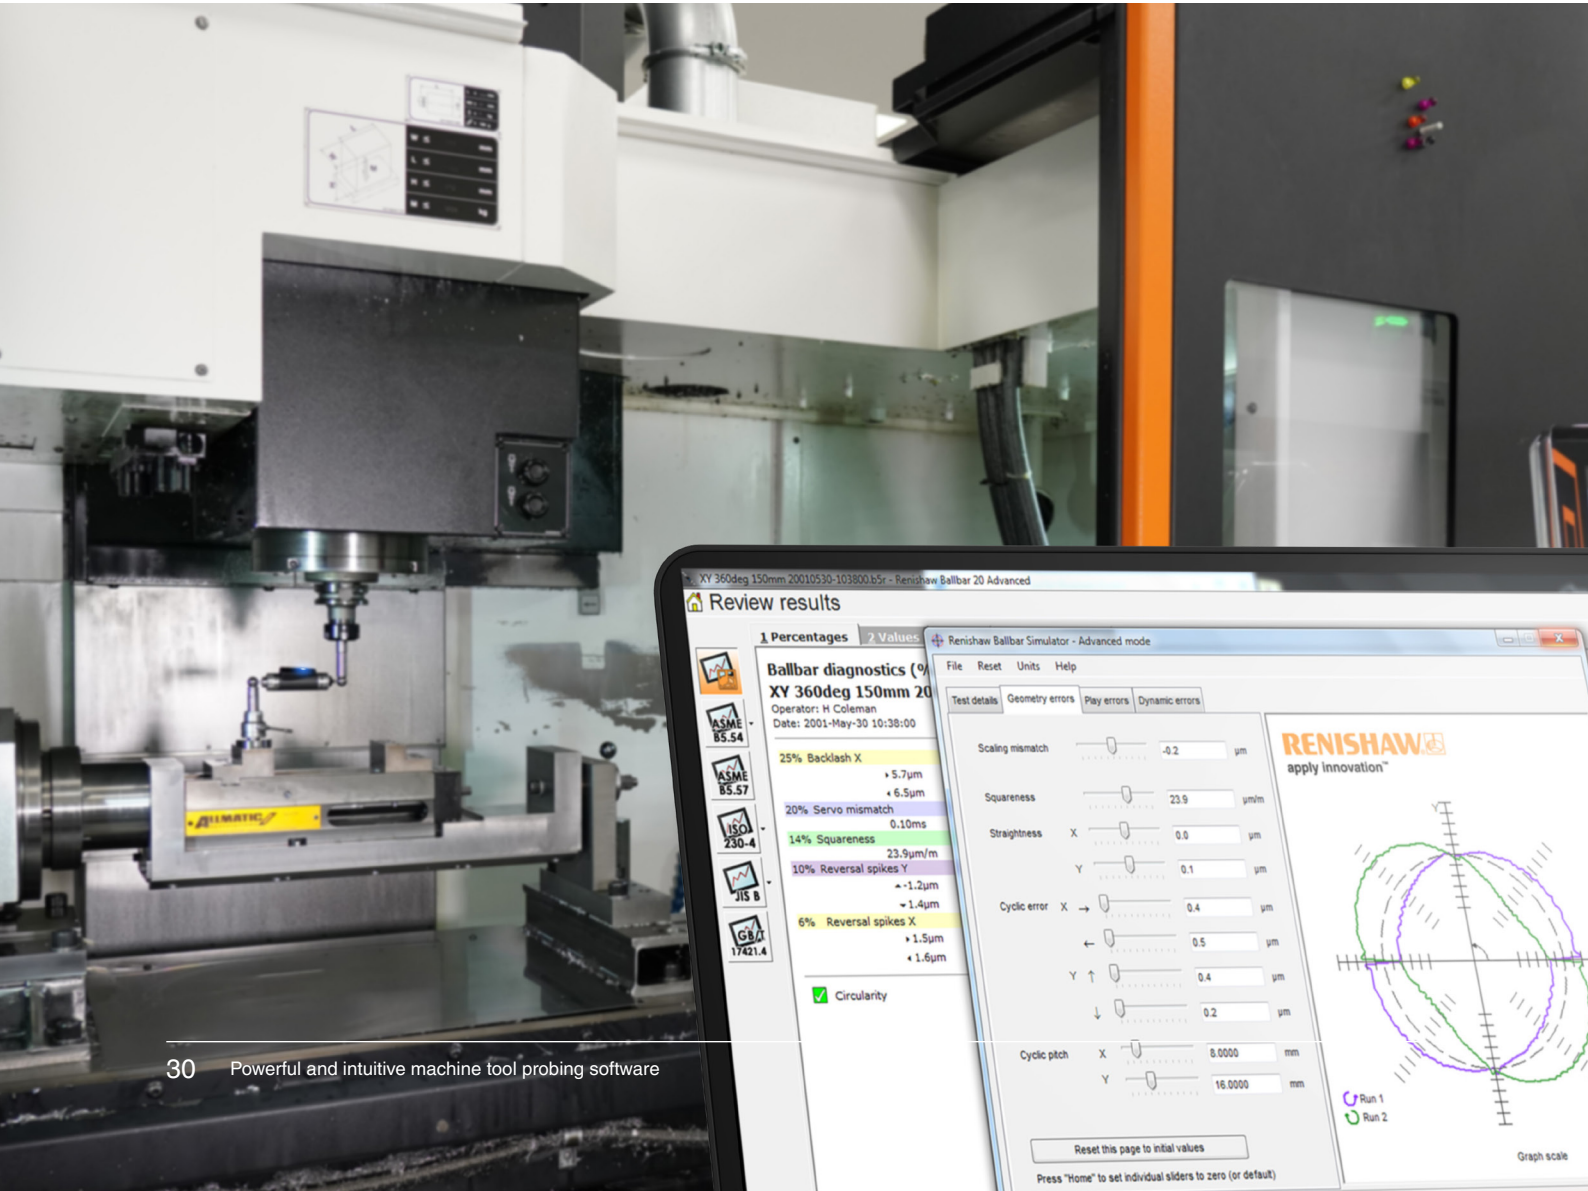 W ≤ mm
L ≤ mm
H ≤ mm
M ≤ kg
ALLMATIC
XY 360deg 150mm 20010530-103800.b5r - Renishaw Ballbar 20 Advanced
Review results
1 Percentages 2 Values
Ballbar diagnostics
XY 360deg 150mm 20
Operator: H Coleman
Date: 2001-May-30 10:38:00
25% Backlash X
5.7µm
6.5µm
20% Servo mismatch
0.10ms
14% Squareness
23.9µm/m
10% Reversal spikes Y
-1.2µm
1.4µm
6% Reversal spikes X
1.5µm
1.6µm
Circularity
ASME
B5.54
ASME
B5.57
ISO
230-4
JIS B
GB/T
17421.4
Renishaw Ballbar Simulator - Advanced mode
File Reset Units Help
Test details Geometry errors Play errors Dynamic errors
Scaling mismatch -0.2 µm
Squareness 23.9 µm/m
Straightness X 0.0 µm
Y 0.1 µm
Cyclic error X → 0.4 µm
← 0.5 µm
Y ↑ 0.4 µm
↓ 0.2 µm
Cyclic pitch X 8.0000 mm
Y 16.0000 mm
Reset this page to initial values
Press "Home" to set individual sliders to zero (or default)
RENISHAW
apply innovation™
Y
Run 1
Run 2
Graph scale
30 Powerful and intuitive machine tool probing software